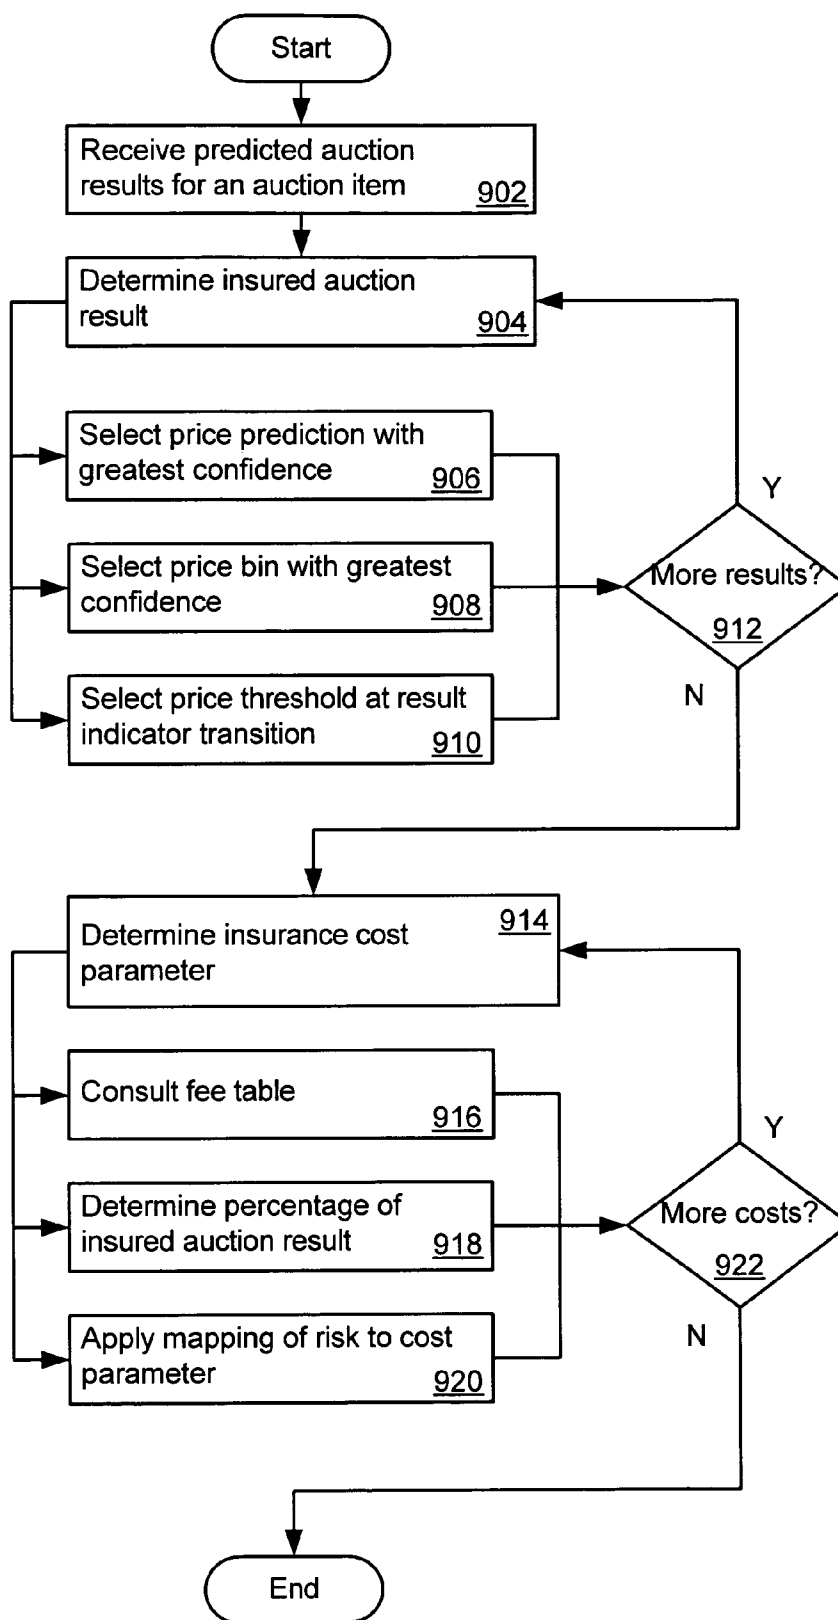 Start
Receive predicted auction
results for an auction item
902
Determine insured auction
result
904
Select price prediction with
greatest confidence
906
Y
Select price bin with greatest
confidence
908
More results?
912
N
Select price threshold at result
indicator transition
910
Determine insurance cost
parameter
914
Consult fee table
916
Y
Determine percentage of
insured auction result
918
More costs?
922
N
Apply mapping of risk to cost
parameter
920
End